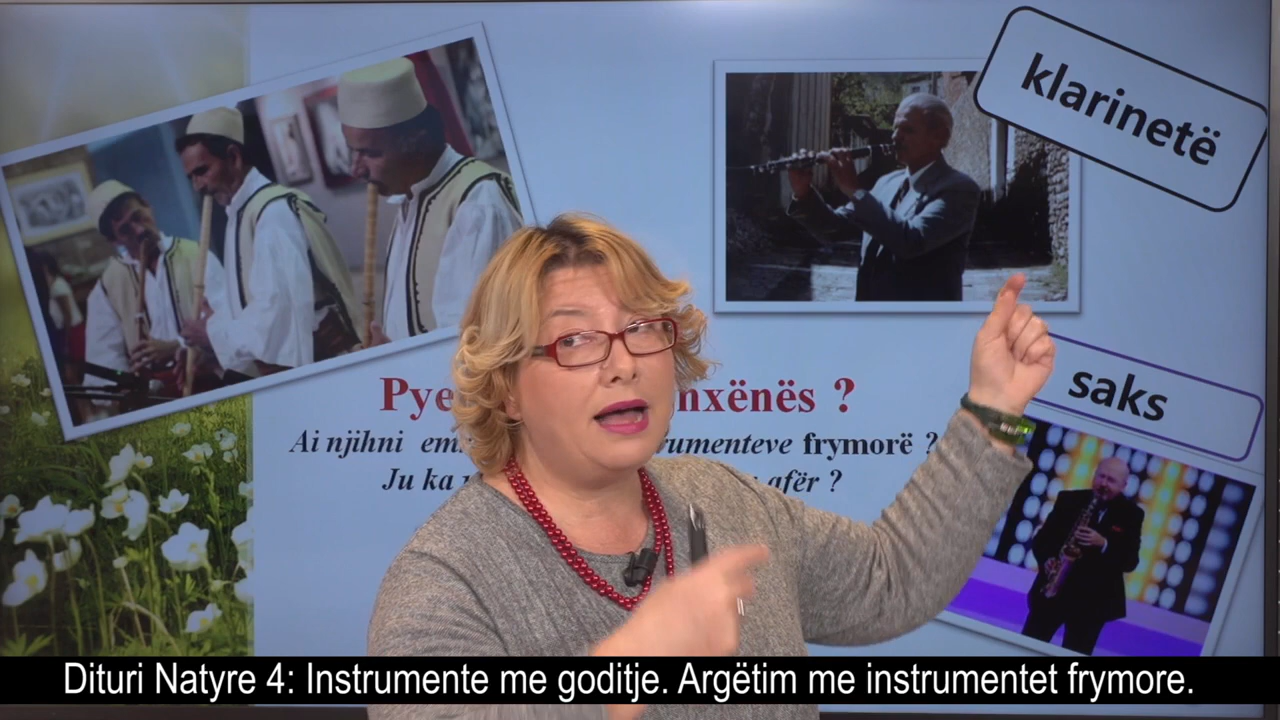 klarinetë
saks
Pye nxënës ?
Ai njihni em rumenteve frymorë ?
Ju ka afër ?
Dituri Natyre 4: Instrumente me goditje. Argëtim me instrumentet frymore.